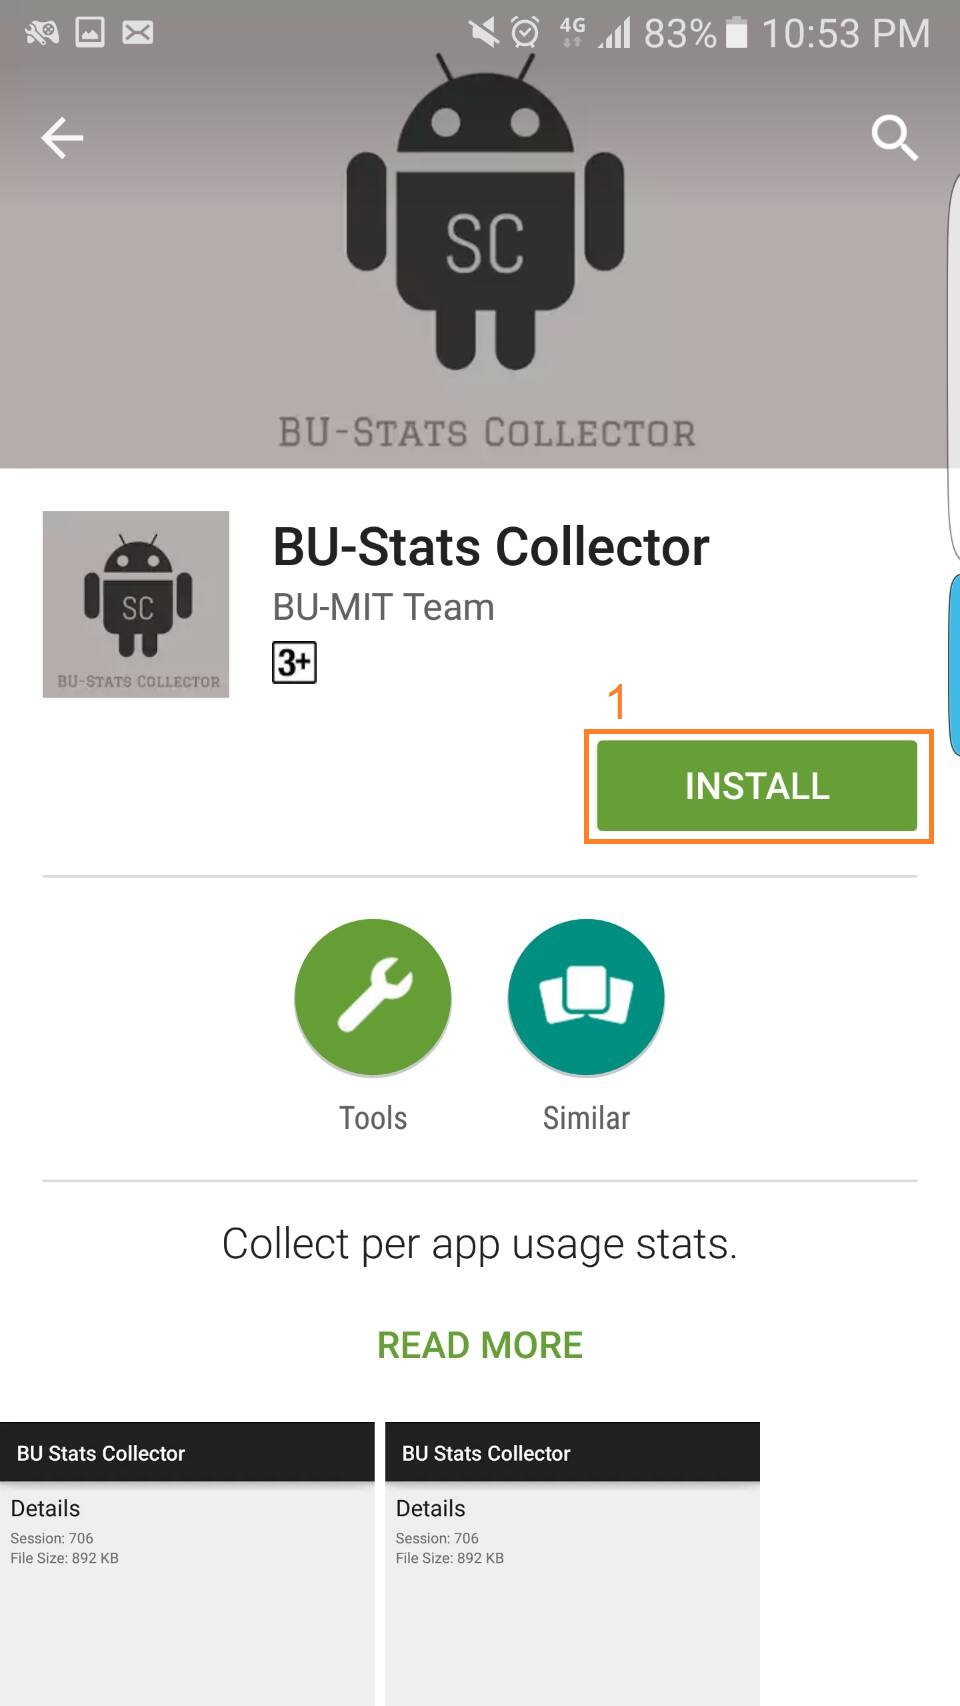 4G 83% 10:53 PM
SC
BU-STATS COLLECTOR
SC
BU-STATS COLLECTOR
BU-Stats Collector
BU-MIT Team
3+
1
INSTALL
Tools
Similar
Collect per app usage stats.
READ MORE
BU Stats Collector
Details
Session: 706
File Size: 892 KB
BU Stats Collector
Details
Session: 706
File Size: 892 KB